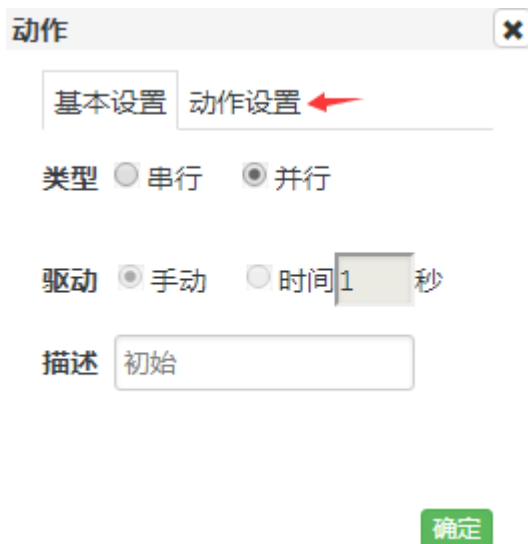 动作
基本设置 动作设置
类型 串行 并行
驱动 手动 时间 1 秒
描述 初始
确定